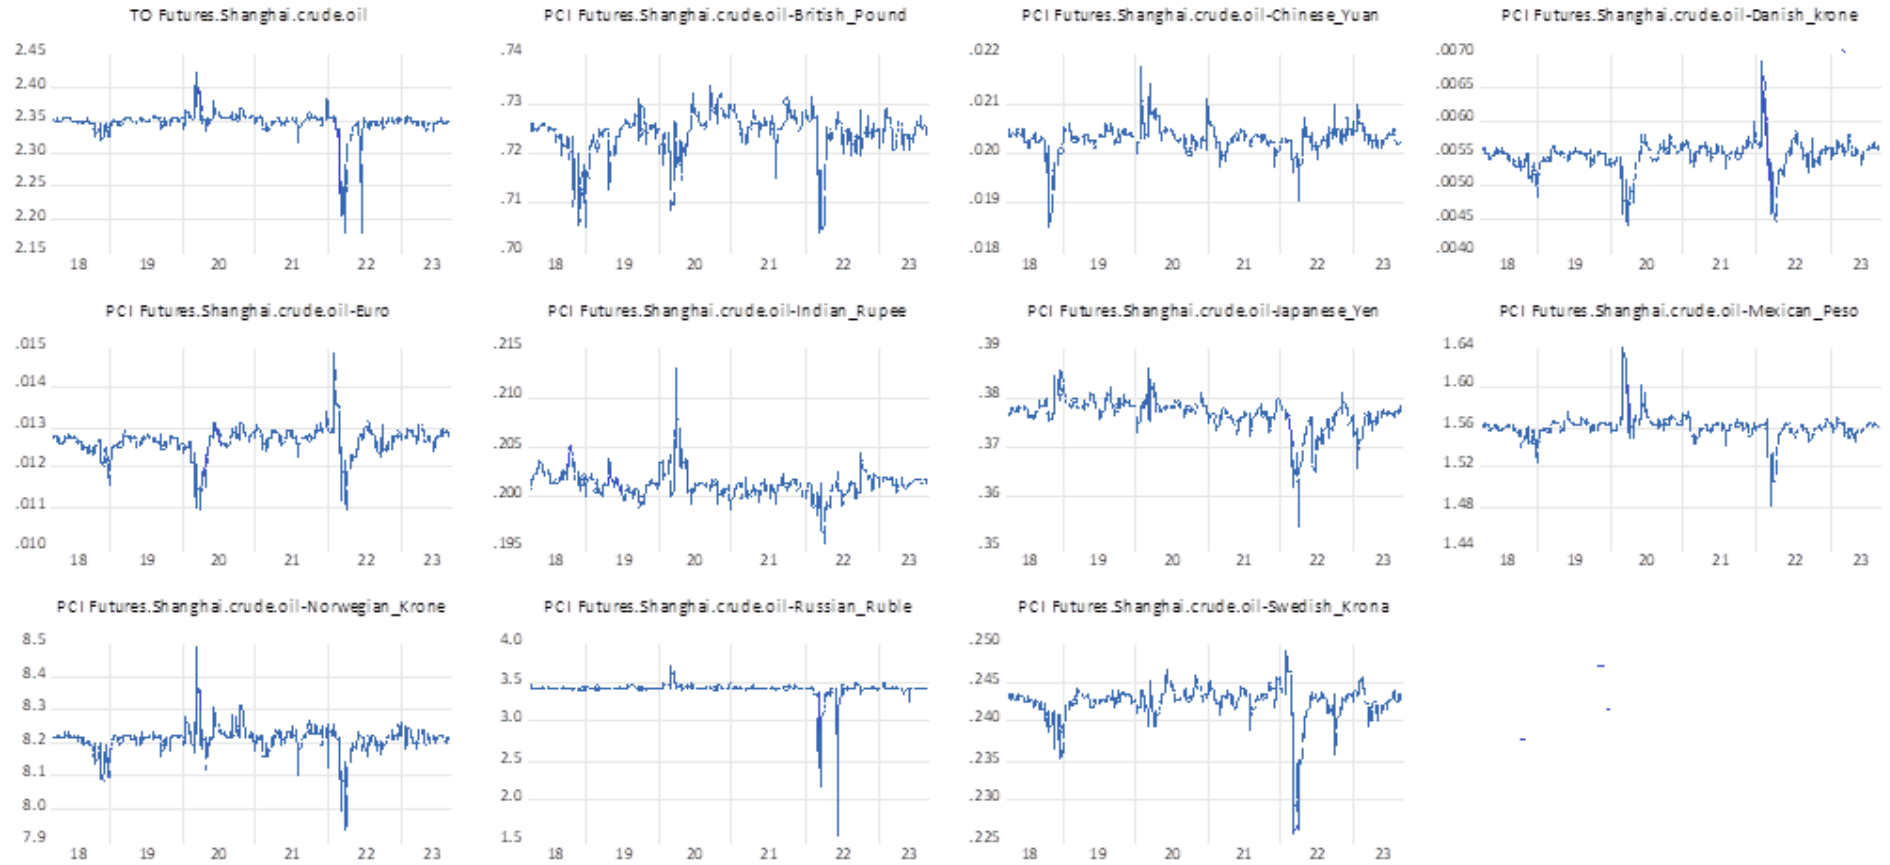 TO Futures.Shanghai.crude.oil
2.45
2.40
2.35
2.30
2.25
2.20
2.15
18 19 20 21 22 23
PCI Futures.Shanghai.crude.oil-British_Pound
.74
.73
.72
.71
.70
18 19 20 21 22 23
PCI Futures.Shanghai.crude.oil-Chinese_Yuan
.022
.021
.020
.019
.018
18 19 20 21 22 23
PCI Futures.Shanghai.crude.oil-Danish_krone
.0070
.0065
.0060
.0055
.0050
.0045
.0040
18 19 20 21 22 23
PCI Futures.Shanghai.crude.oil-Euro
.015
.014
.013
.012
.011
.010
18 19 20 21 22 23
PCI Futures.Shanghai.crude.oil-Indian_Rupee
.215
.210
.205
.200
.195
18 19 20 21 22 23
PCI Futures.Shanghai.crude.oil-Japanese_Yen
.39
.38
.37
.36
.35
18 19 20 21 22 23
PCI Futures.Shanghai.crude.oil-Mexican_Peso
1.64
1.60
1.56
1.52
1.48
1.44
18 19 20 21 22 23
PCI Futures.Shanghai.crude.oil-Norwegian_Krone
8.5
8.4
8.3
8.2
8.1
8.0
7.9
18 19 20 21 22 23
PCI Futures.Shanghai.crude.oil-Russian_Ruble
4.0
3.5
3.0
2.5
2.0
1.5
18 19 20 21 22 23
PCI Futures.Shanghai.crude.oil-Swedish_Krona
.250
.245
.240
.235
.230
.225
18 19 20 21 22 23